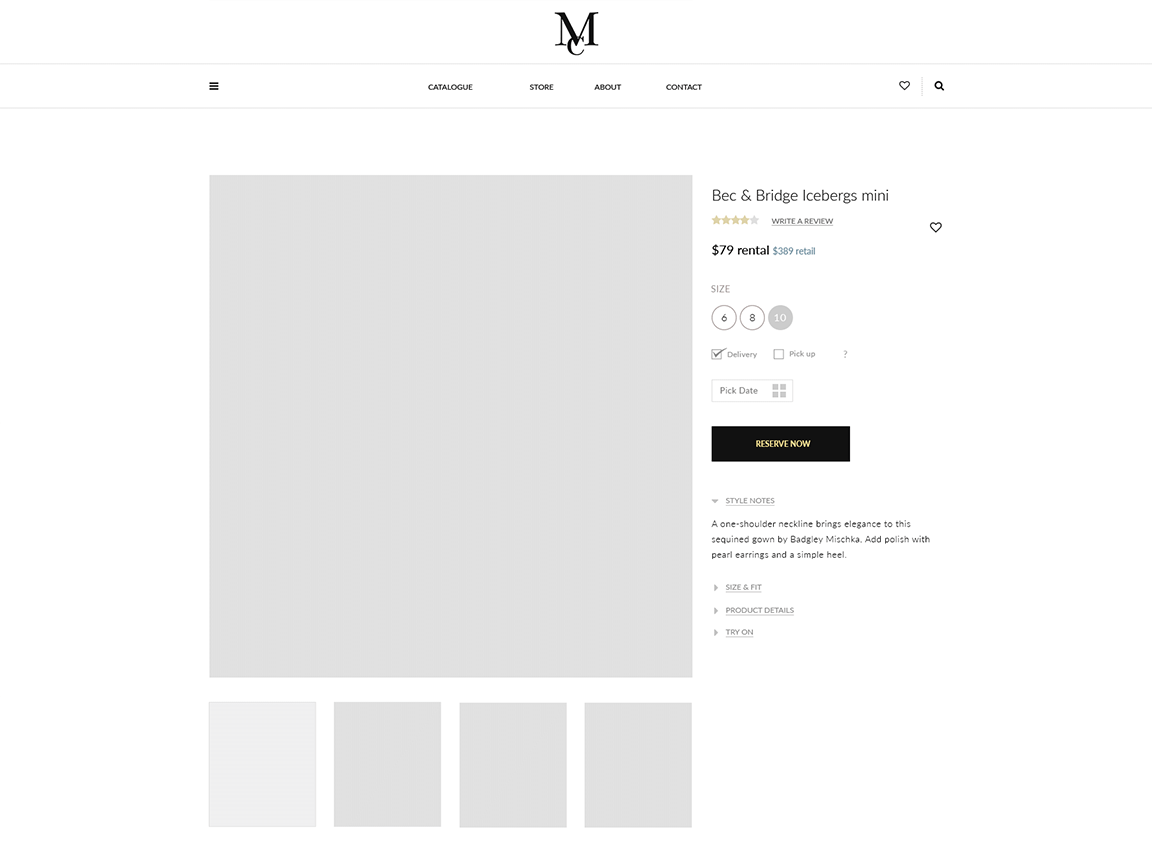 MC
CATALOGUE STORE ABOUT CONTACT
Bec & Bridge Icebergs mini
WRITE A REVIEW
$79 rental $389 retail
SIZE
6 8 10
Delivery Pick up ?
Pick Date
RESERVE NOW
STYLE NOTES
A one-shoulder neckline brings elegance to this
sequined gown by Badgley Mischka. Add polish with
pearl earrings and a simple heel.
SIZE & FIT
PRODUCT DETAILS
TRY ON